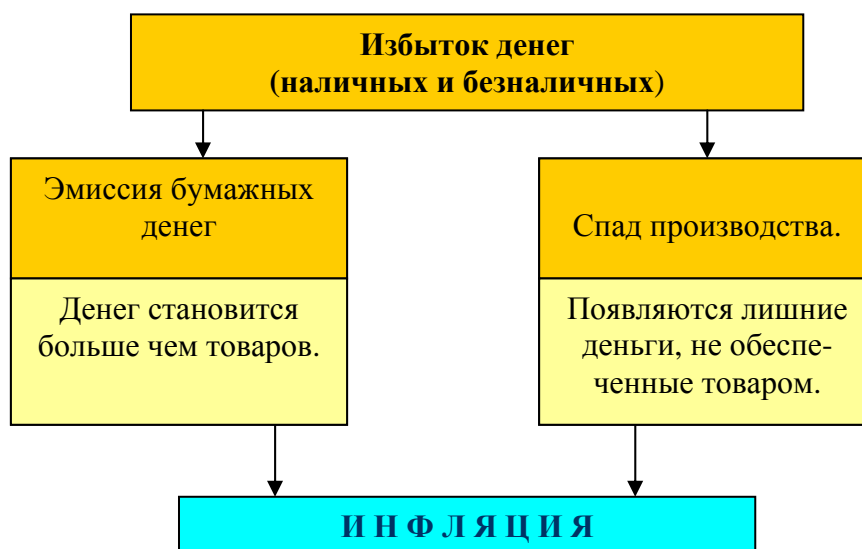 Избыток денег
(наличных и безналичных)
Эмиссия бумажных
денег
Денег становится
больше чем товаров.
Спад производства.
Появляются лишние
деньги, не обеспе-
ченные товаром.
И Н Ф Л Я Ц И Я